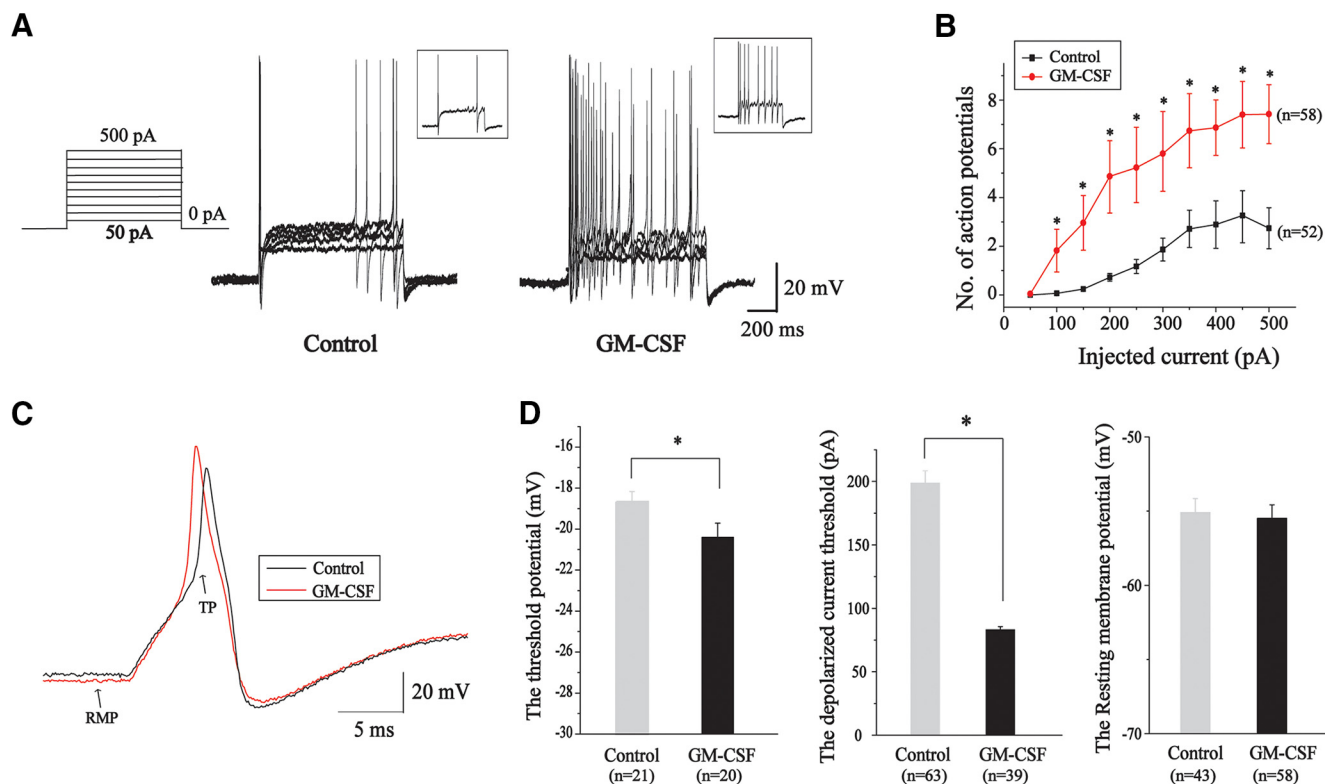 A
500 pA
0 pA
50 pA
Control
GM-CSF
20 mV
200 ms
B
Control
GM-CSF
No. of action potentials
8
6
4
2
0
* * * * * * * * *
(n=58)
(n=52)
0 100 200 300 400 500
Injected current (pA)
C
Control
GM-CSF
TP
RMP
20 mV
5 ms
D
The threshold potential (mV)
-16
-18
-20
-22
-24
-26
-28
-30
*
Control GM-CSF
(n=21) (n=20)
The depolarized current threshold (pA)
200
150
100
50
0
*
Control GM-CSF
(n=63) (n=39)
The Resting membrane potential (mV)
-50
-60
-70
Control GM-CSF
(n=43) (n=58)